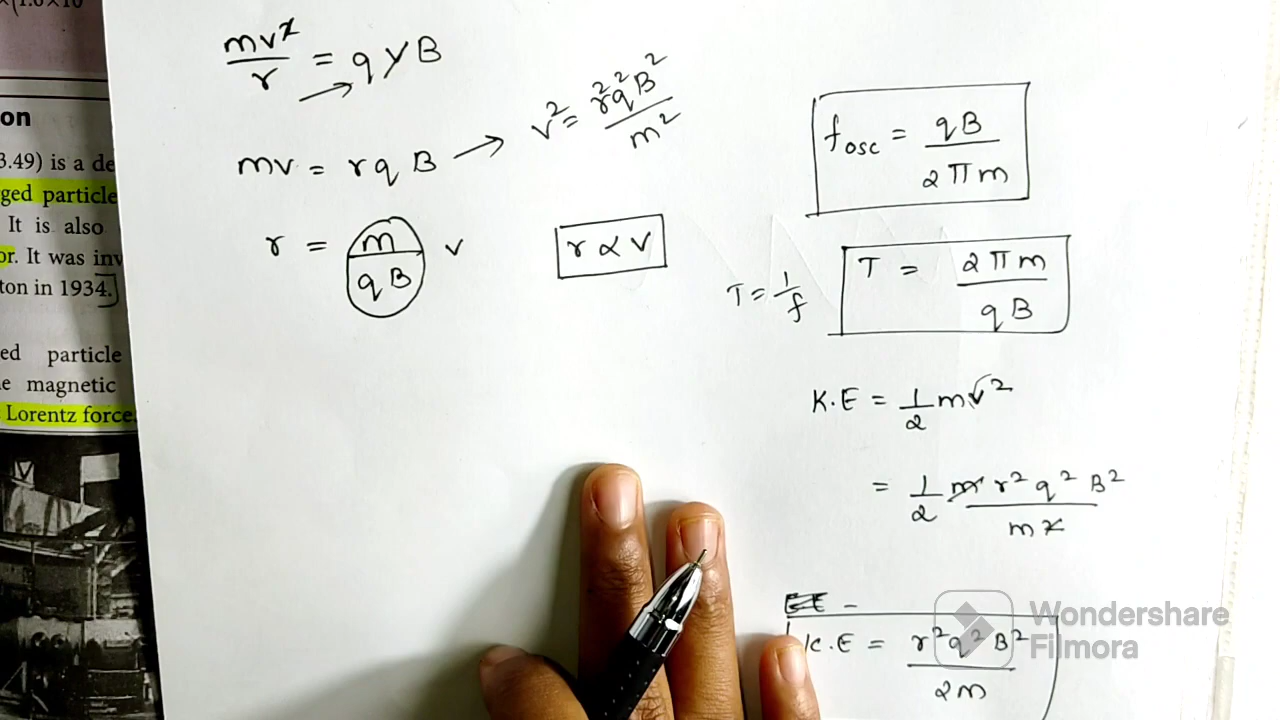 on
3.49) is a de
ged particle
It is also
or. It was inv
ton in 1934.
ed particle
e magnetic
Lorentz force
mv²/r = qvB
mv = rqB → v² = r²q²B²/m²
r = m/qB v
r ∝ v
fosc = qB/2πm
T = 1/f
T = 2πm/qB
K.E = 1/2 mv²
= 1/2 m r²q²B²/m²
K.E = r²q²B²/2m
Wondershare
Filmora